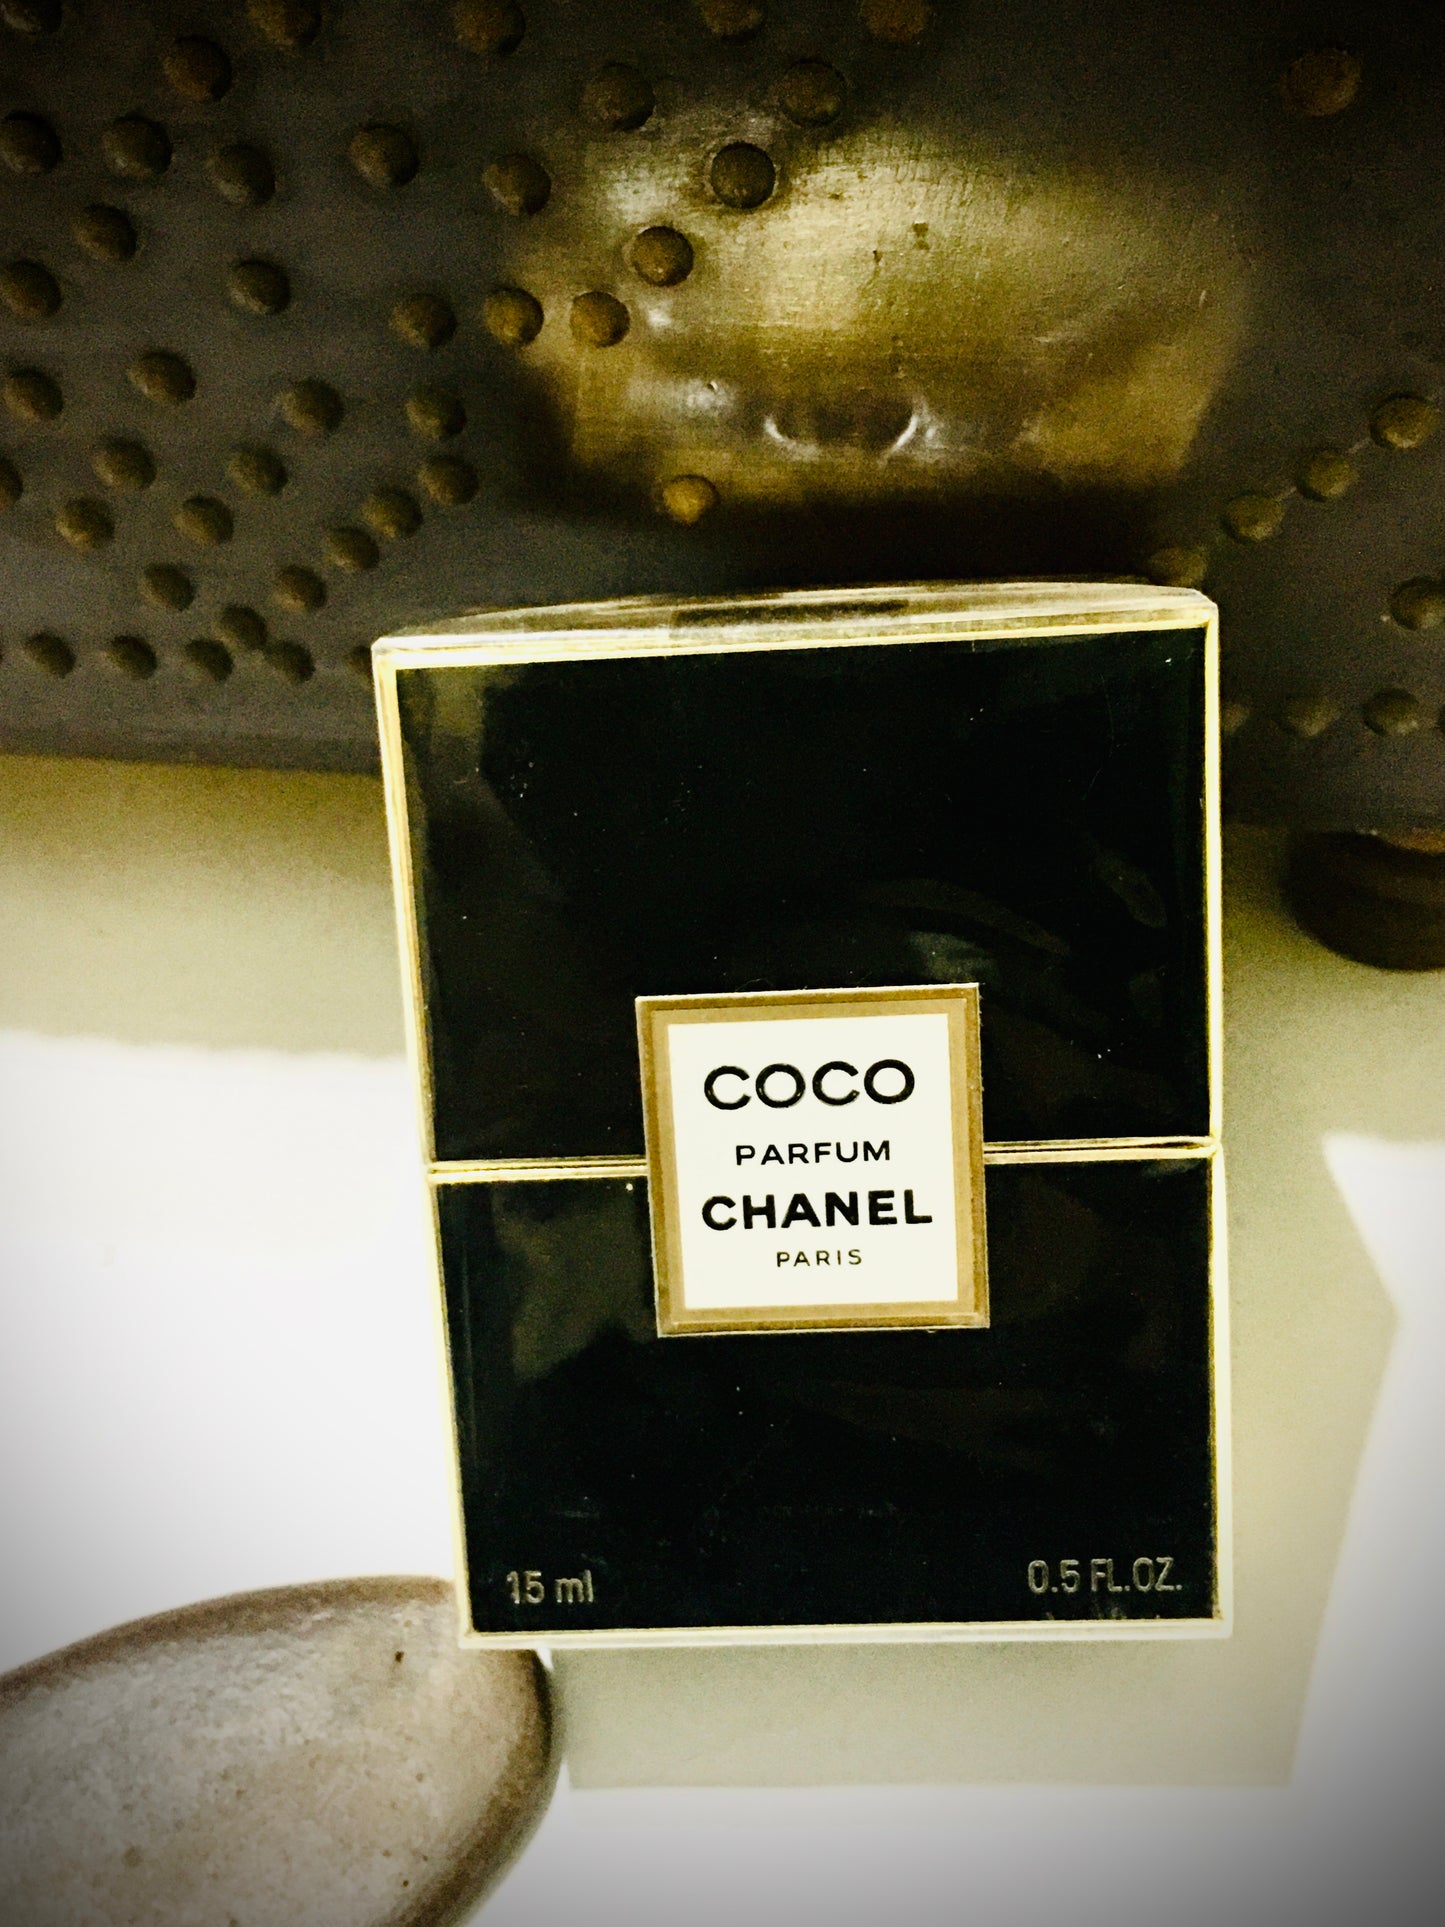 COCO
PARFUM
CHANEL
PARIS
15 ml
0.5 FL.OZ.